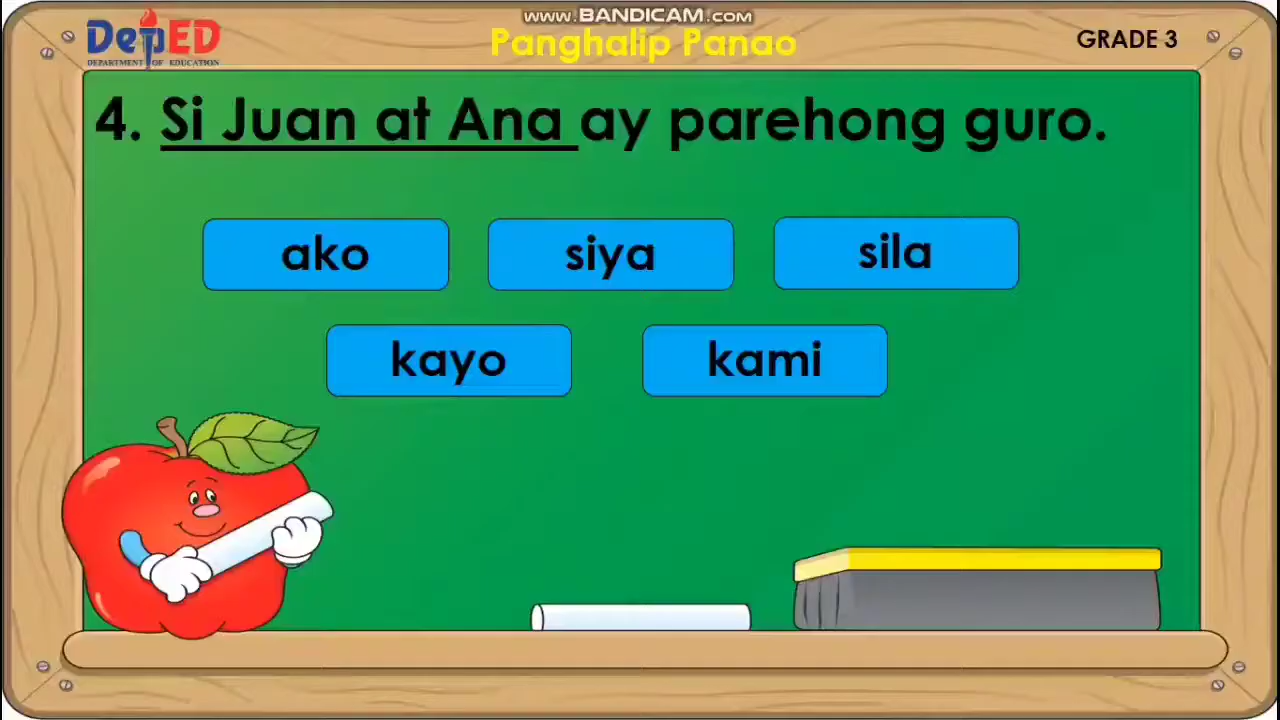 www.BANDICAM.com
DepED
DEPARTMENT OF EDUCATION
Panghalip Panao
GRADE 3
4. Si Juan at Ana ay parehong guro.
ako siya sila
kayo kami